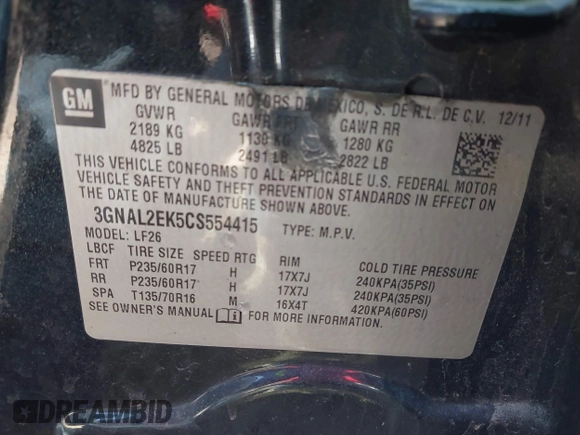 GM
MFD BY GENERAL MOTORS DE MEXICO, S. DE R.L. DE C.V. 12/11
GVWR GAWR FRT GAWR RR
2189 KG 1130 KG 1280 KG
4825 LB 2491 LB 2822 LB
THIS VEHICLE CONFORMS TO ALL APPLICABLE U.S. FEDERAL MOTOR
VEHICLE SAFETY AND THEFT PREVENTION STANDARDS IN EFFECT ON
THE DATE OF MANUFACTURE SHOWN ABOVE.
3GNAL2EK5CS554415 TYPE: M.P.V.
MODEL: LF26
LBCF TIRE SIZE SPEED RTG RIM COLD TIRE PRESSURE
FRT P235/60R17 H 17X7J 240KPA(35PSI)
RR P235/60R17 H 17X7J 240KPA(35PSI)
SPA T135/70R16 M 16X4T 420KPA(60PSI)
SEE OWNER'S MANUAL FOR MORE INFORMATION.
DREAMBID